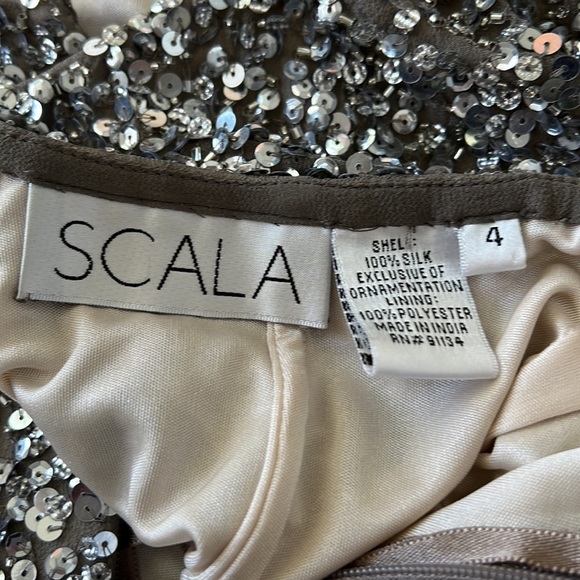 SCALA
SHELL:
100% SILK
EXCLUSIVE OF
ORNAMENTATION
LINING:
100% POLYESTER
MADE IN INDIA
RN# 91134
4